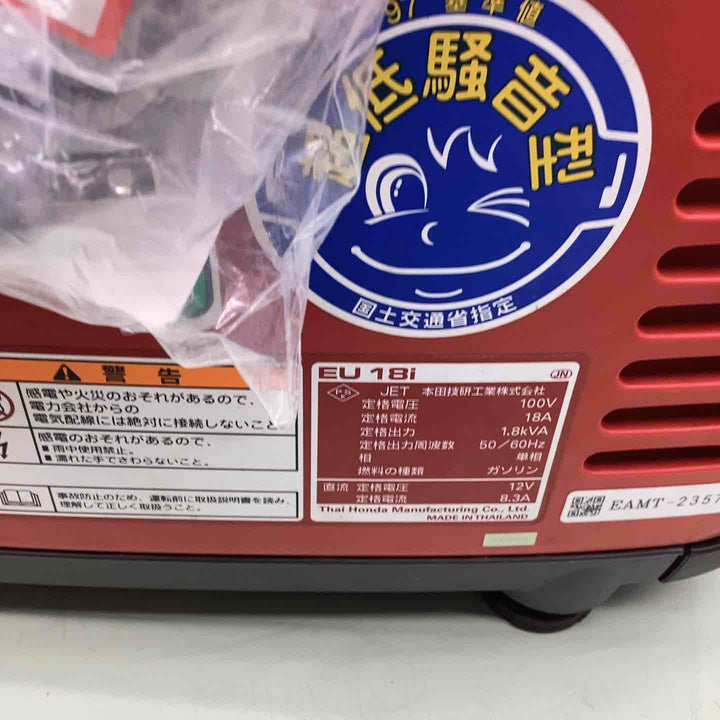 97 基準値
超低騒音型
国土交通省指定
警告
感電や火災のおそれがあるので、
電力会社からの
電気配線には絶対に接続しないこと。
感電のおそれがあるので、
■雨中使用禁止。
■濡れた手でさわらないこと。
事故防止のため、運転前に取扱説明書を読み、
理解して正しく取扱うこと。
EU 18i
JN
PSE JET 本田技研工業株式会社
定格電圧 100V
定格電流 18A
定格出力 1.8kVA
定格出力周波数 50/60Hz
相 単相
燃料の種類 ガソリン
直流 定格電圧 12V
定格電流 8.3A
Thai Honda Manufacturing Co., Ltd.
MADE IN THAILAND
EAMT-2357